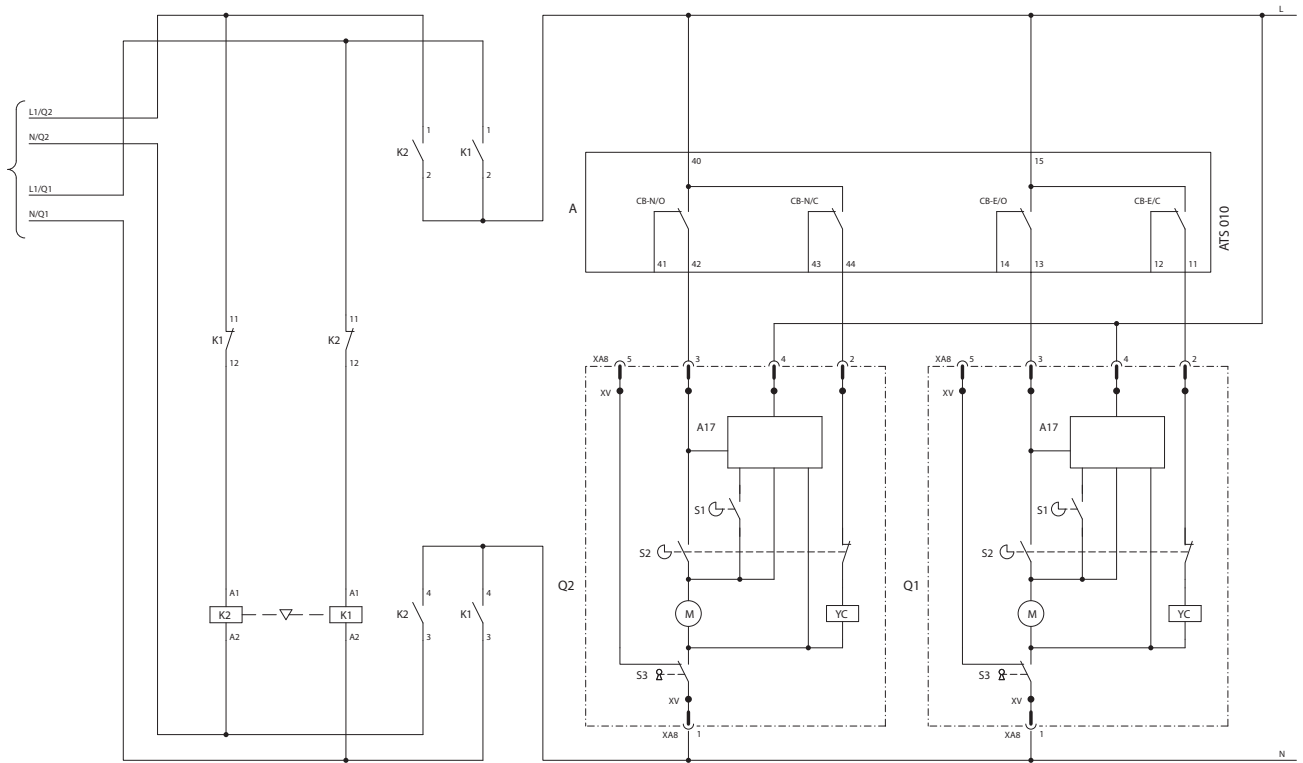 L
L1/Q2
N/Q2
L1/Q1
N/Q1
1
1
K2
K1
2
2
40
15
A
CB-N/O
CB-N/C
CB-E/O
CB-E/C
ATS 010
41
42
43
44
14
13
12
11
11
11
K1
K2
12
12
XA8
5
3
4
2
XA8
5
3
4
2
XV
XV
A17
A17
S1
S1
S2
S2
Q2
Q1
A1
A1
4
4
K2
K1
K2
K1
M
YC
M
YC
A2
A2
3
3
S3
S3
XV
XV
XA8
1
XA8
1
N